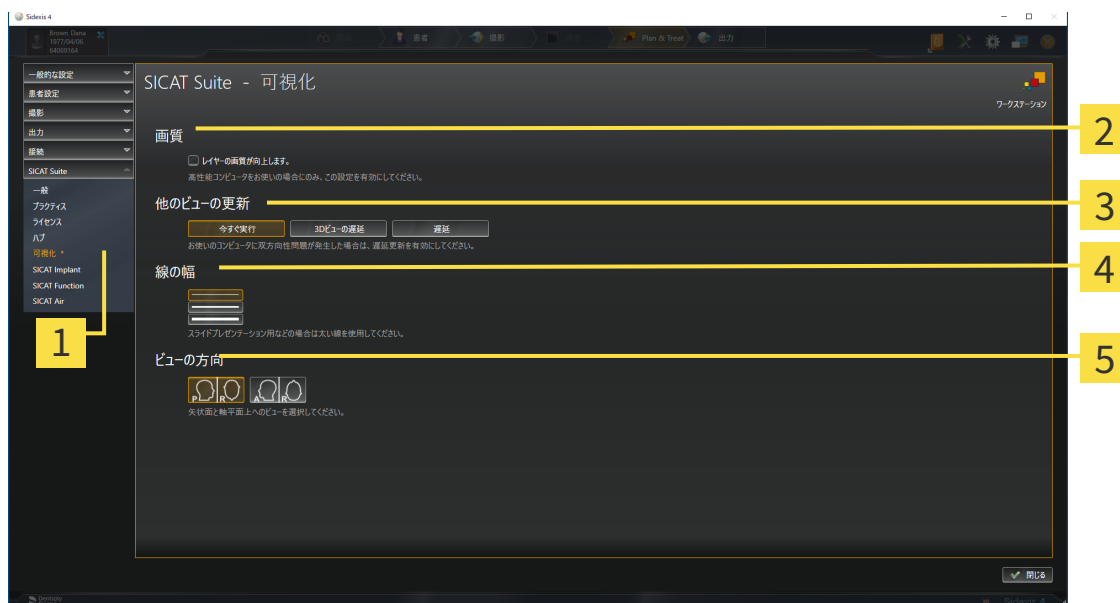 Sidexis 4
Brown Dana
1977/04/06
64009164
患者
撮影
Plan & Treat
出力
一般的な設定
患者設定
撮影
出力
接続
SICAT Suite
一般
プラクティス
ライセンス
ハブ
可視化 *
SICAT Implant
SICAT Function
SICAT Air
1
SICAT Suite - 可視化
ワークステーション
画質
2
レイヤーの画質が向上します。
高性能コンピュータをお使いの場合にのみ、この設定を有効にしてください。
他のビューの更新
3
今すぐ実行
3Dビューの遅延
遅延
お使いのコンピュータに双方向性問題が発生した場合は、遅延更新を有効にしてください。
線の幅
4
スライドプレゼンテーション用などの場合は太い線を使用してください。
ビューの方向
5
P R
A R
矢状面と軸平面上へのビューを選択してください。
閉じる
Dentsply
Sidexis 4